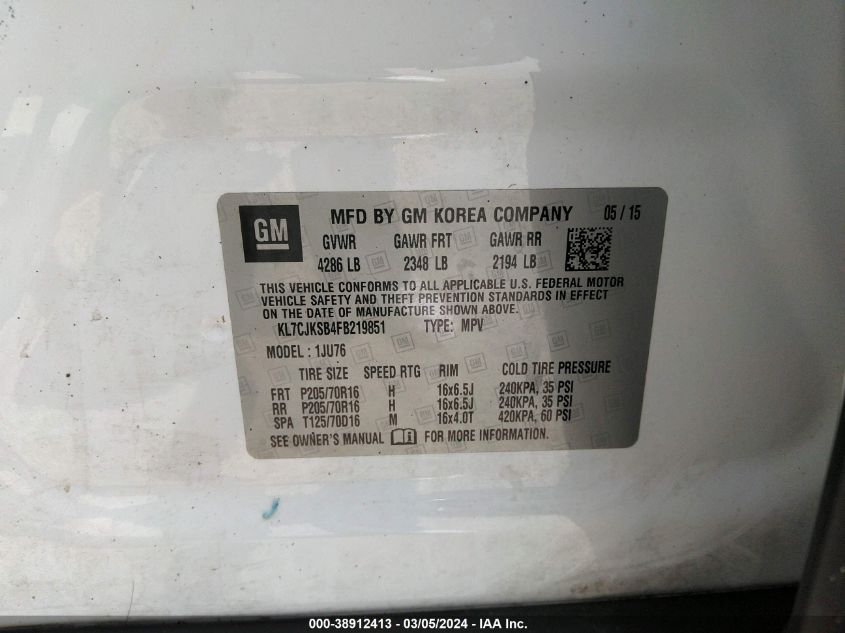 GM
MFD BY GM KOREA COMPANY 05 / 15
GVWR GAWR FRT GAWR RR
4286 LB 2348 LB 2194 LB
THIS VEHICLE CONFORMS TO ALL APPLICABLE U.S. FEDERAL MOTOR
VEHICLE SAFETY AND THEFT PREVENTION STANDARDS IN EFFECT
ON THE DATE OF MANUFACTURE SHOWN ABOVE.
KL7CJKSB4FB219851 TYPE: MPV
MODEL : 1JU76
TIRE SIZE SPEED RTG RIM COLD TIRE PRESSURE
FRT P205/70R16 H 16x6.5J 240KPA, 35 PSI
RR P205/70R16 H 16x6.5J 240KPA, 35 PSI
SPA T125/70D16 M 16x4.0T 420KPA, 60 PSI
SEE OWNER'S MANUAL FOR MORE INFORMATION.
000-38912413 - 03/05/2024 - IAA Inc.